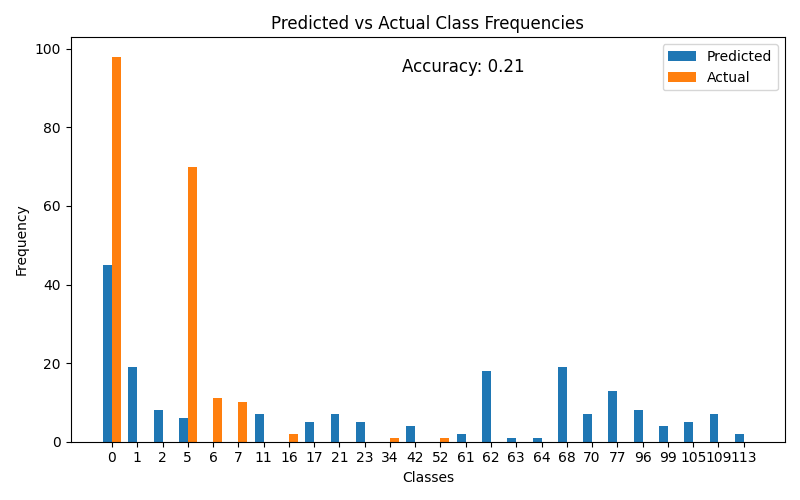 Predicted vs Actual Class Frequencies
Accuracy: 0.21
Predicted
Actual
100
80
60
40
20
0
Frequency
0 1 2 5 6 7 11 16 17 21 23 34 42 52 61 62 63 64 68 70 77 96 99 105 109 113
Classes